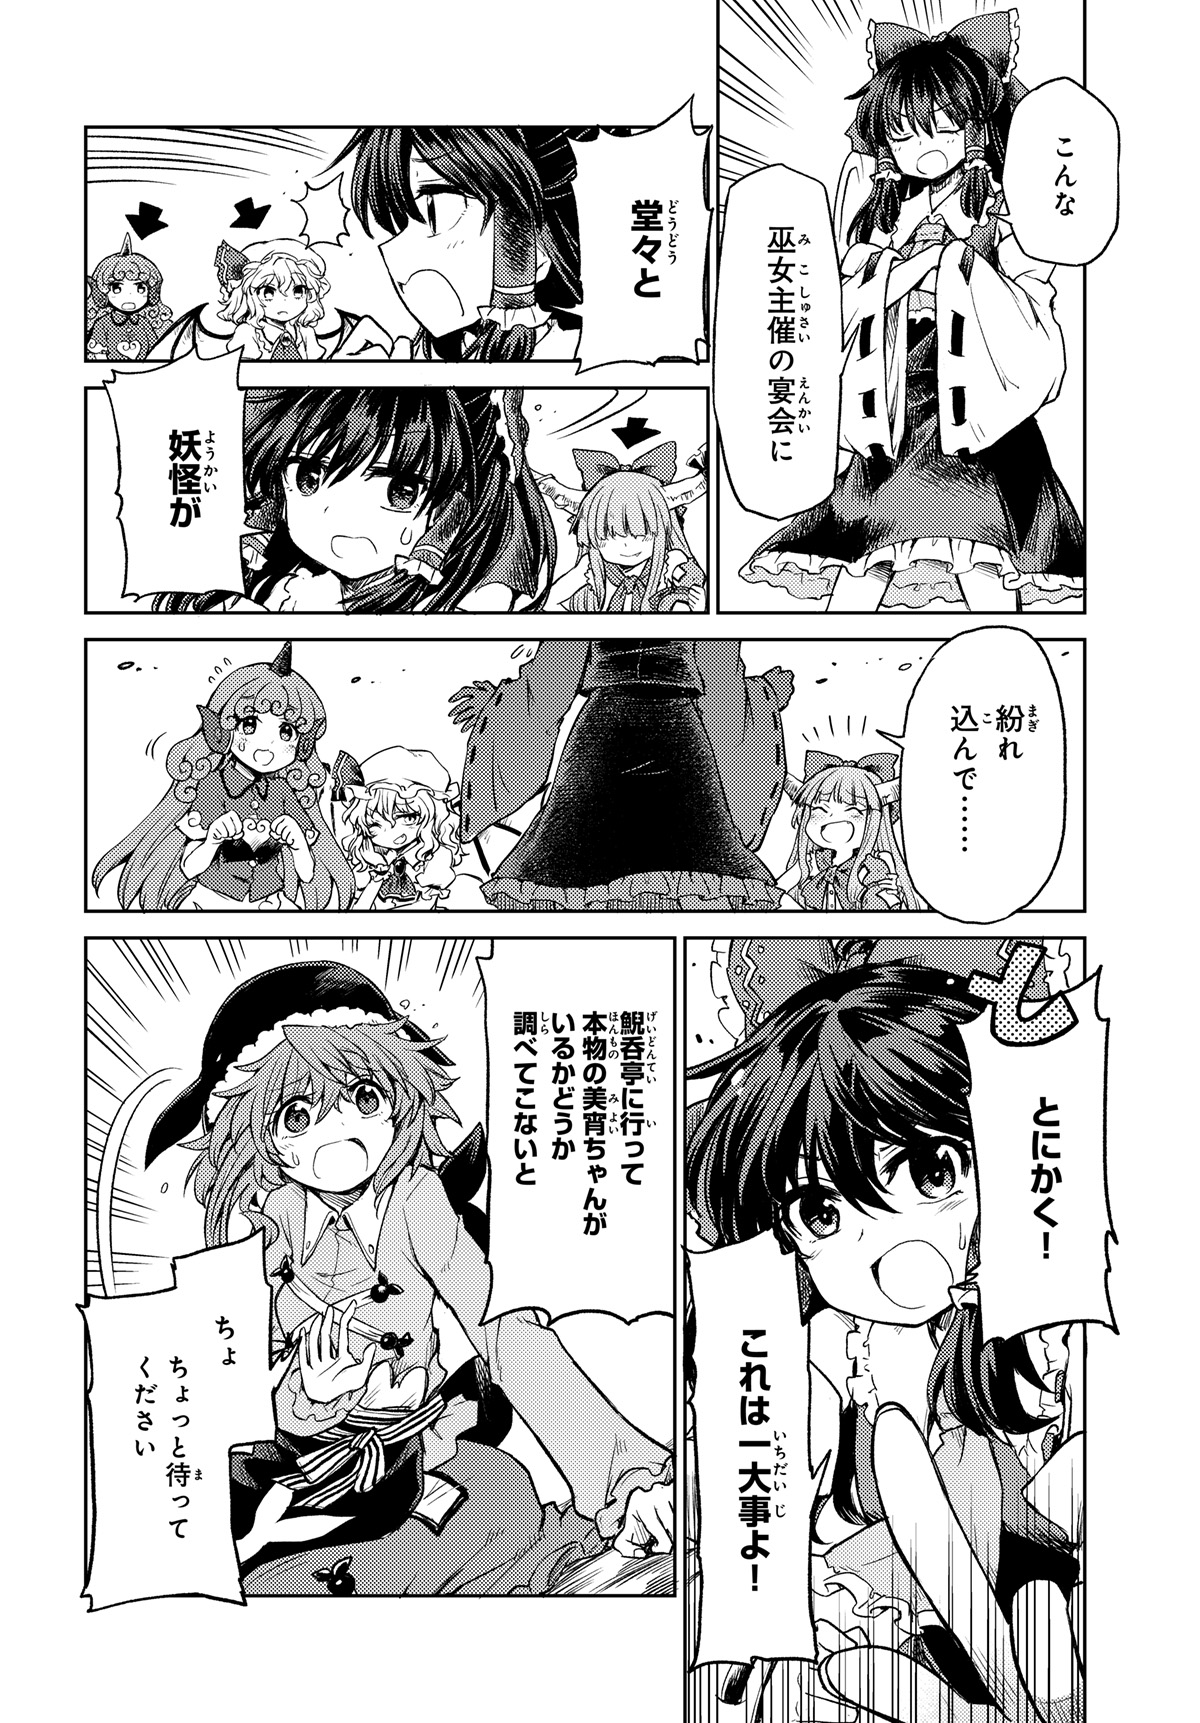 こんな
巫女主催の宴会に
堂々と
妖怪が
紛れ
込んで……
とにかく！
これは一大事よ！
鯢呑亭に行って
本物の美宵ちゃんが
いるかどうか
調べてこないと
ちょ
ちょっと待って
ください